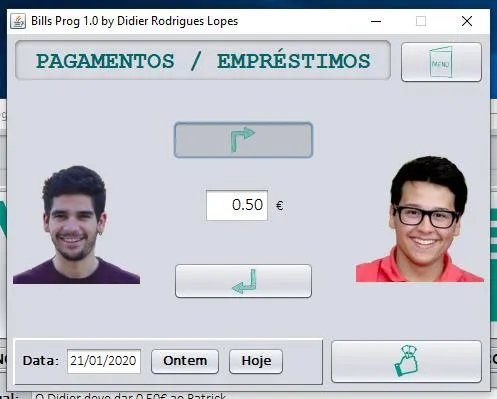 Bills Prog 1.0 by Didier Rodrigues Lopes
PAGAMENTOS / EMPRÉSTIMOS
MENU
0.50 €
Data: 21/01/2020 Ontem Hoje
O Didier deve dar 0.50€ ao Patrick